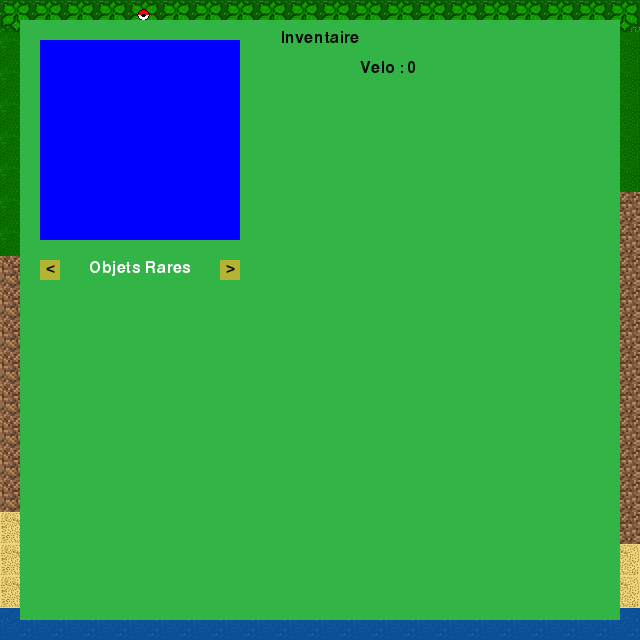 Inventaire
Velo : 0
< Objets Rares >